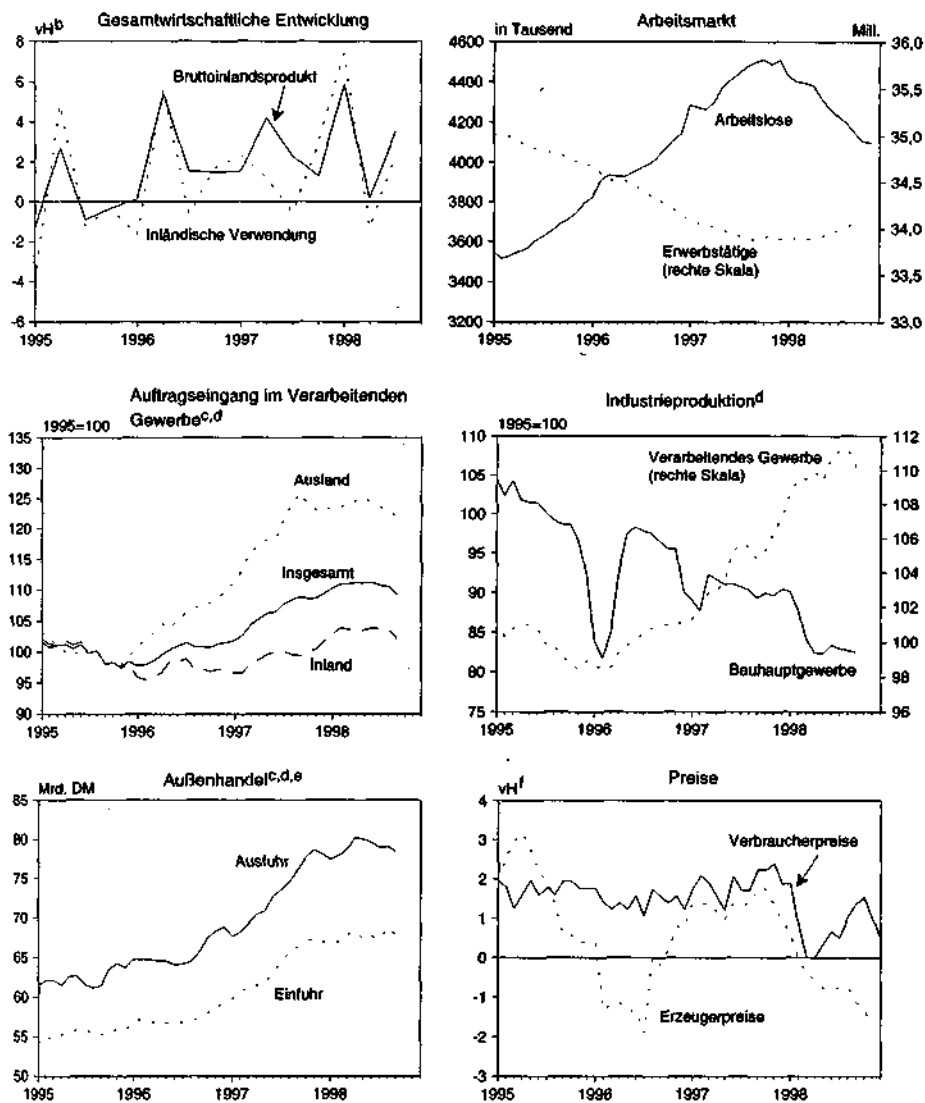 Gesamtwirtschaftliche Entwicklung
vHb
8
6
4
2
0
-2
-4
-6
Bruttoinlandsprodukt
Inländische Verwendung
1995 1996 1997 1998
Arbeitsmarkt
in Tausend Mill.
4600
4400
4200
4000
3800
3600
3400
3200
36,0
35,5
35,0
34,5
34,0
33,5
33,0
Arbeitslose
Erwerbstätige
(rechte Skala)
1995 1996 1997 1998
Auftragseingang im Verarbeitenden
Gewerbec,d
1995=100
135
130
125
120
115
110
105
100
95
90
Ausland
Insgesamt
Inland
1995 1996 1997 1998
Industrieproduktiond
1995=100
110
105
100
95
90
85
80
75
112
110
108
106
104
102
100
98
96
Verarbeitendes Gewerbe
(rechte Skala)
Bauhauptgewerbe
1995 1996 1997 1998
Außenhandelc,d,e
Mrd. DM
85
80
75
70
65
60
55
50
Ausfuhr
Einfuhr
1995 1996 1997 1998
Preise
vHf
4
3
2
1
0
-1
-2
-3
Verbraucherpreise
Erzeugerpreise
1995 1996 1997 1998